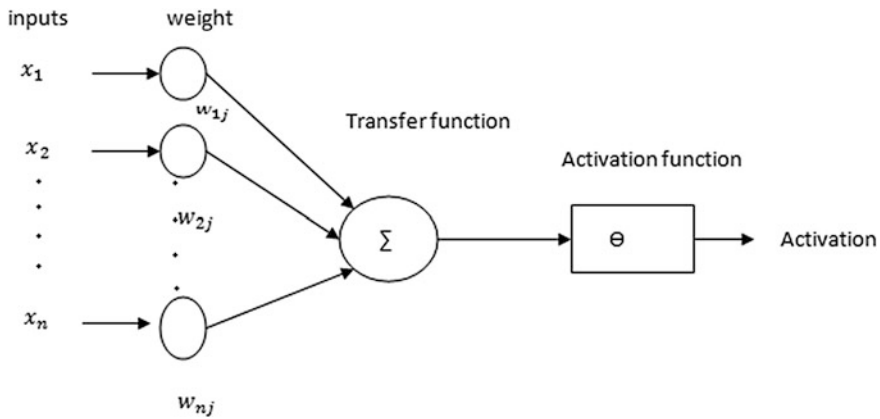 inputs
weight
x₁
w₁ⱼ
Transfer function
x₂
Activation function
w₂ⱼ
Σ
Ө
Activation
xₙ
wₙⱼ